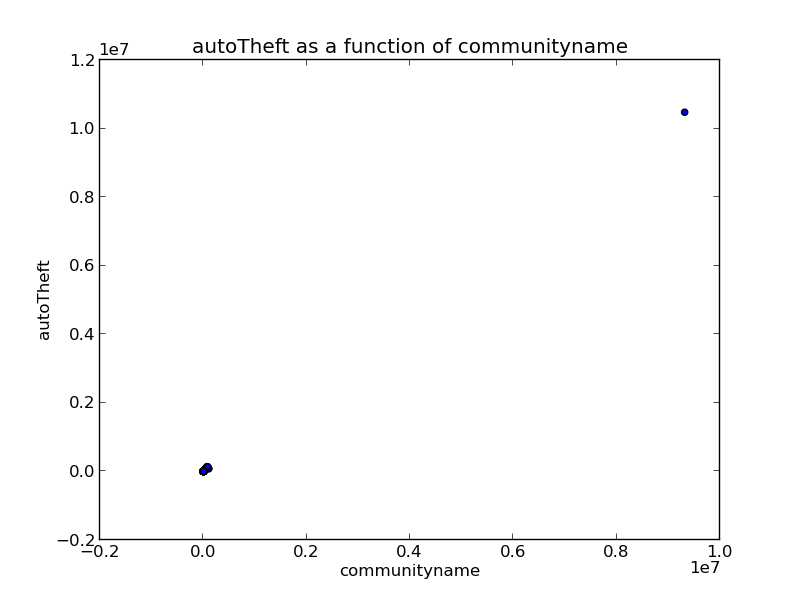 autoTheft as a function of communityname
1e7
1.2
1.0
0.8
0.6
0.4
0.2
0.0
−0.2
autoTheft
−0.2 0.0 0.2 0.4 0.6 0.8 1.0
1e7
communityname